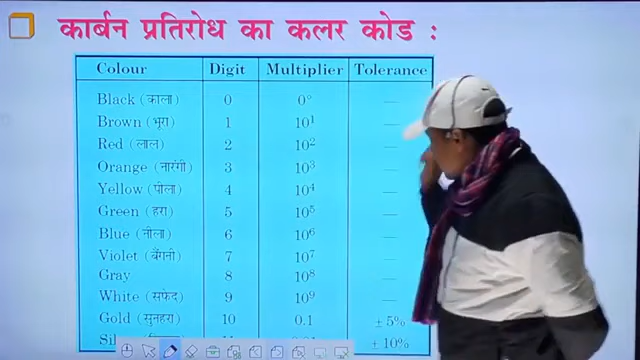 कार्बन प्रतिरोध का कलर कोड :
Colour Digit Multiplier Tolerance
Black (काला) 0 0° —
Brown (भूरा) 1 10¹ —
Red (लाल) 2 10² —
Orange (नारंगी) 3 10³ —
Yellow (पीला) 4 10⁴ —
Green (हरा) 5 10⁵ —
Blue (नीला) 6 10⁶ —
Violet (बैंगनी) 7 10⁷ —
Gray 8 10⁸ —
White (सफेद) 9 10⁹ —
Gold (सुनहरा) 10 0.1 ± 5%
± 10%